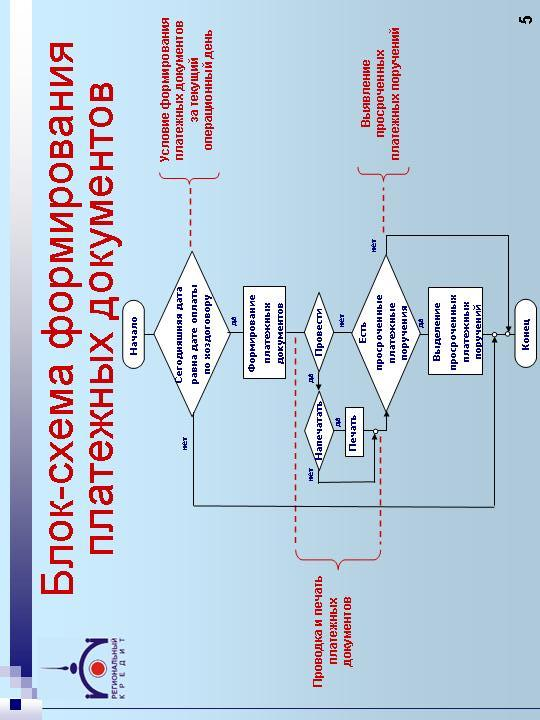 Блок-схема формирования
платежных документов
РЕГИОНАЛЬНЫЙ
КРЕДИТ
Начало
Сегодняшняя дата
равна дате оплаты
по хоздоговору
нет
да
Условие формирования
платежных документов
за текущий
операционный день
Формирование
платежных
документов
Провести
да
нет
Напечатать
нет
да
Печать
Проводка и печать
платежных
документов
Есть
просроченные
платежные
поручения
нет
да
Выявление
просроченных
платежных поручений
Выделение
просроченных
платежных
поручений
Конец
5